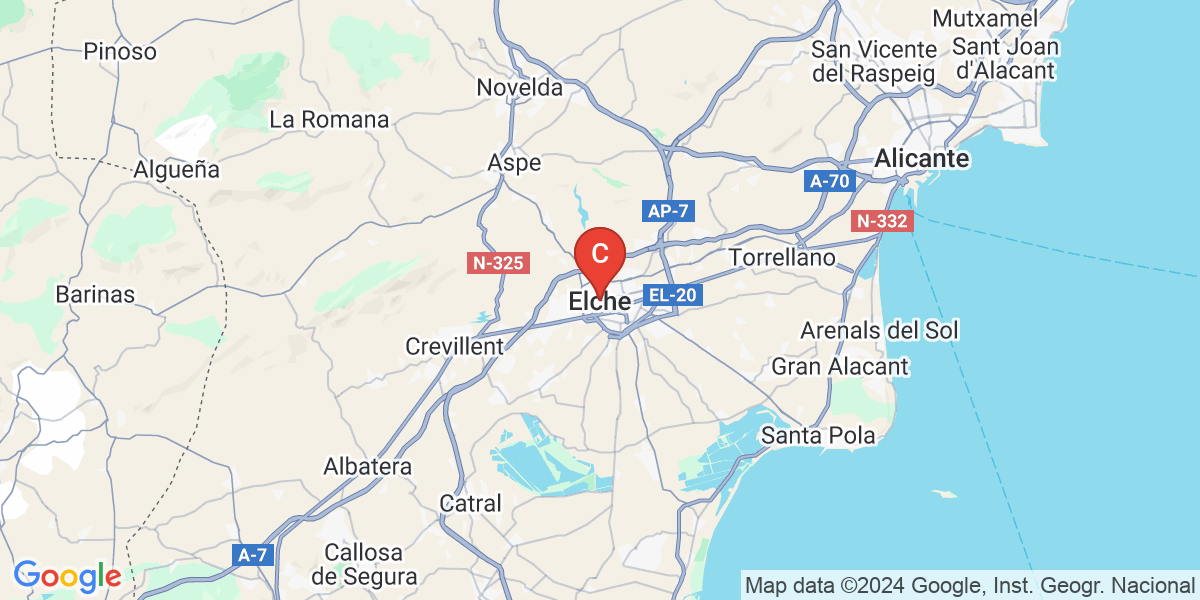 Mutxamel
Pinoso
San Vicente
del Raspeig
Sant Joan
d'Alacant
Novelda
La Romana
Algueña
Aspe
Alicante
A-70
AP-7
N-332
N-325
C
Torrellano
Barinas
Elche
EL-20
Crevillent
Arenals del Sol
Gran Alacant
Santa Pola
Albatera
Catral
A-7
Callosa
de Segura
Google
Map data ©2024 Google, Inst. Geogr. Nacional